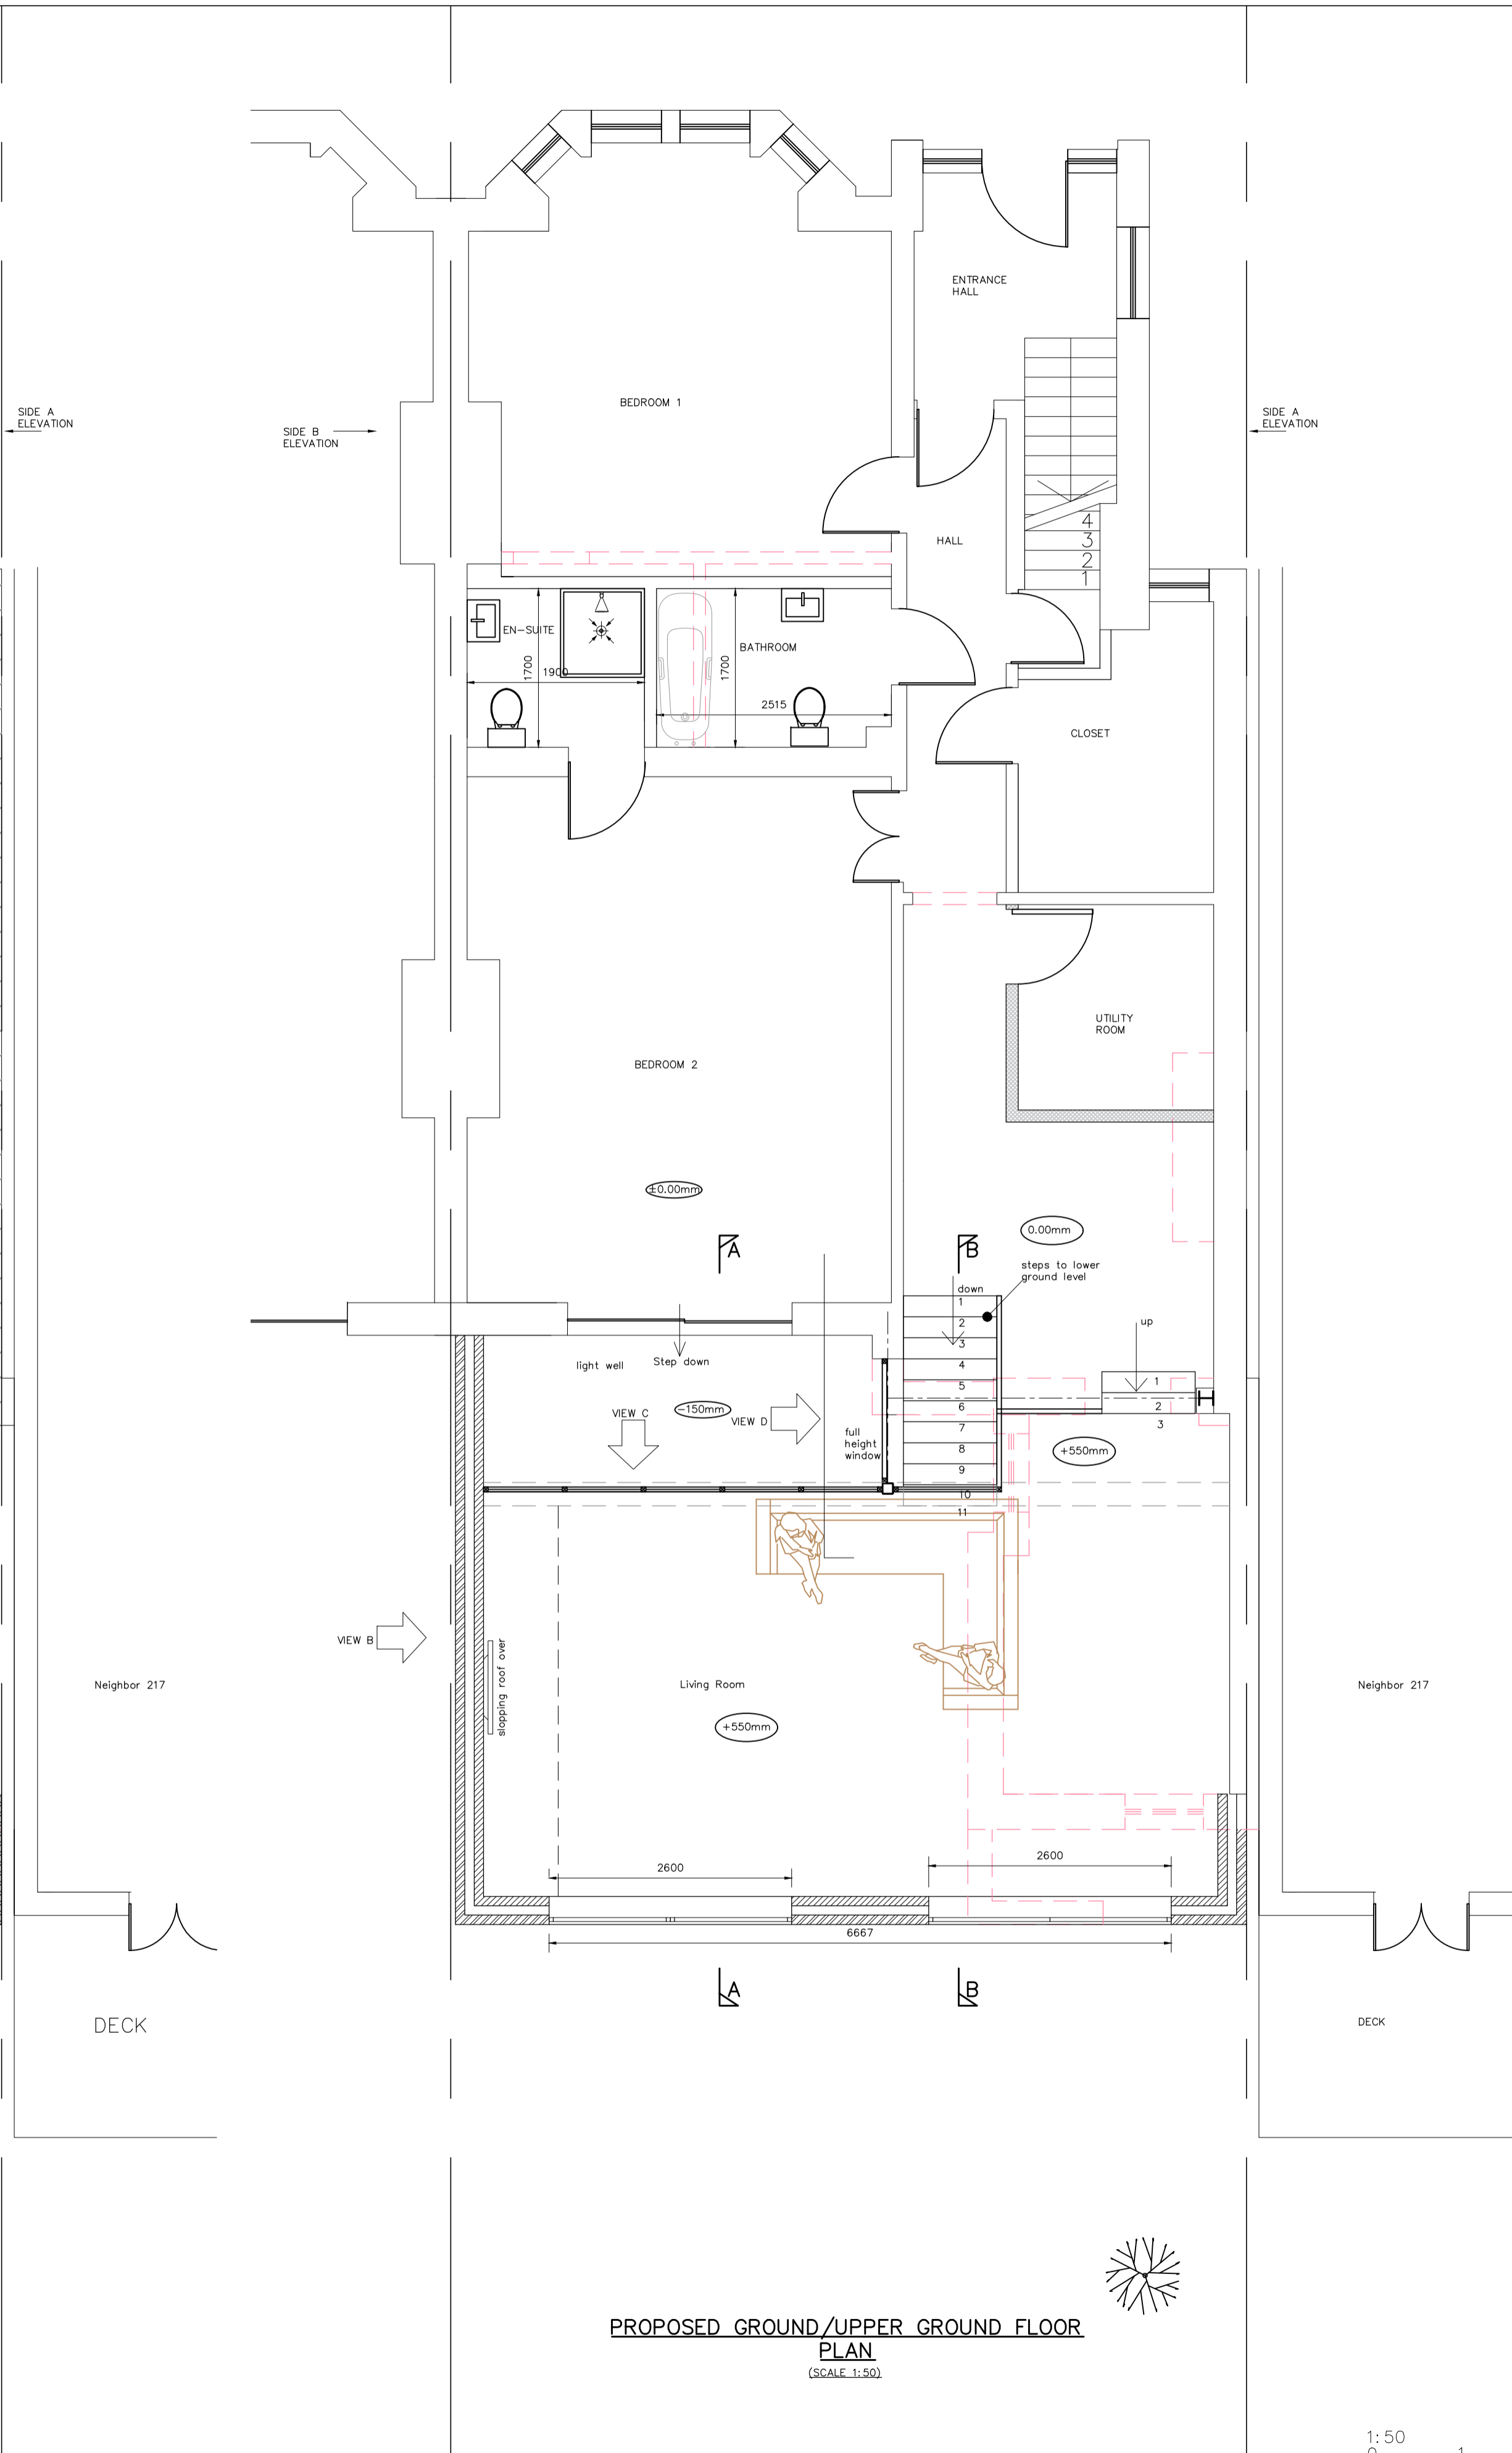 ENTRANCE
HALL
BEDROOM 1
SIDE A
ELEVATION
SIDE B
ELEVATION
SIDE A
ELEVATION
4
3
2
1
HALL
EN-SUITE
1700
1900
BATHROOM
1700
2515
CLOSET
UTILITY
ROOM
BEDROOM 2
±0.00mm
A
B
0.00mm
steps to lower
ground level
down
1
2
3
4
5
6
7
8
9
10
11
up
1
2
3
light well
Step down
-150mm
VIEW C
VIEW D
full
height
window
+550mm
VIEW B
slopping roof over
Living Room
+550mm
Neighbor 217
Neighbor 217
2600
2600
6667
A
B
DECK
DECK
PROPOSED GROUND/UPPER GROUND FLOOR
PLAN
(SCALE 1:50)
1:50